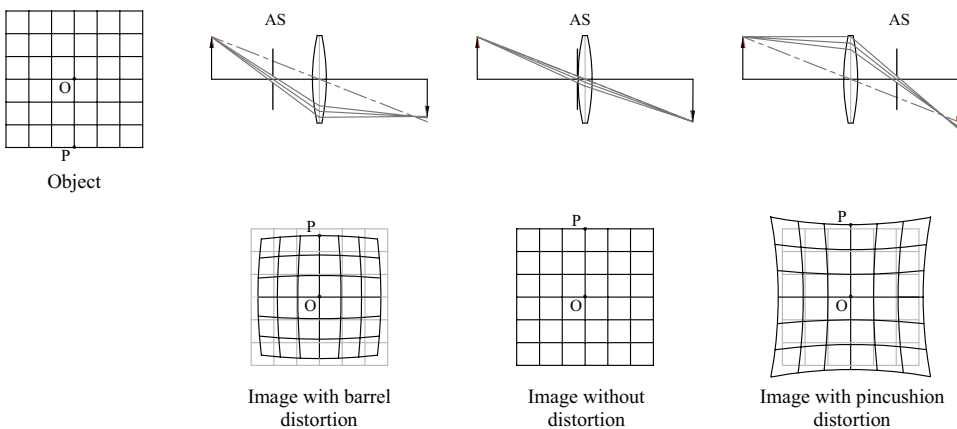 AS
AS
AS
O
P
Object
P
O
Image with barrel
distortion
P
O
Image without
distortion
P
O
Image with pincushion
distortion